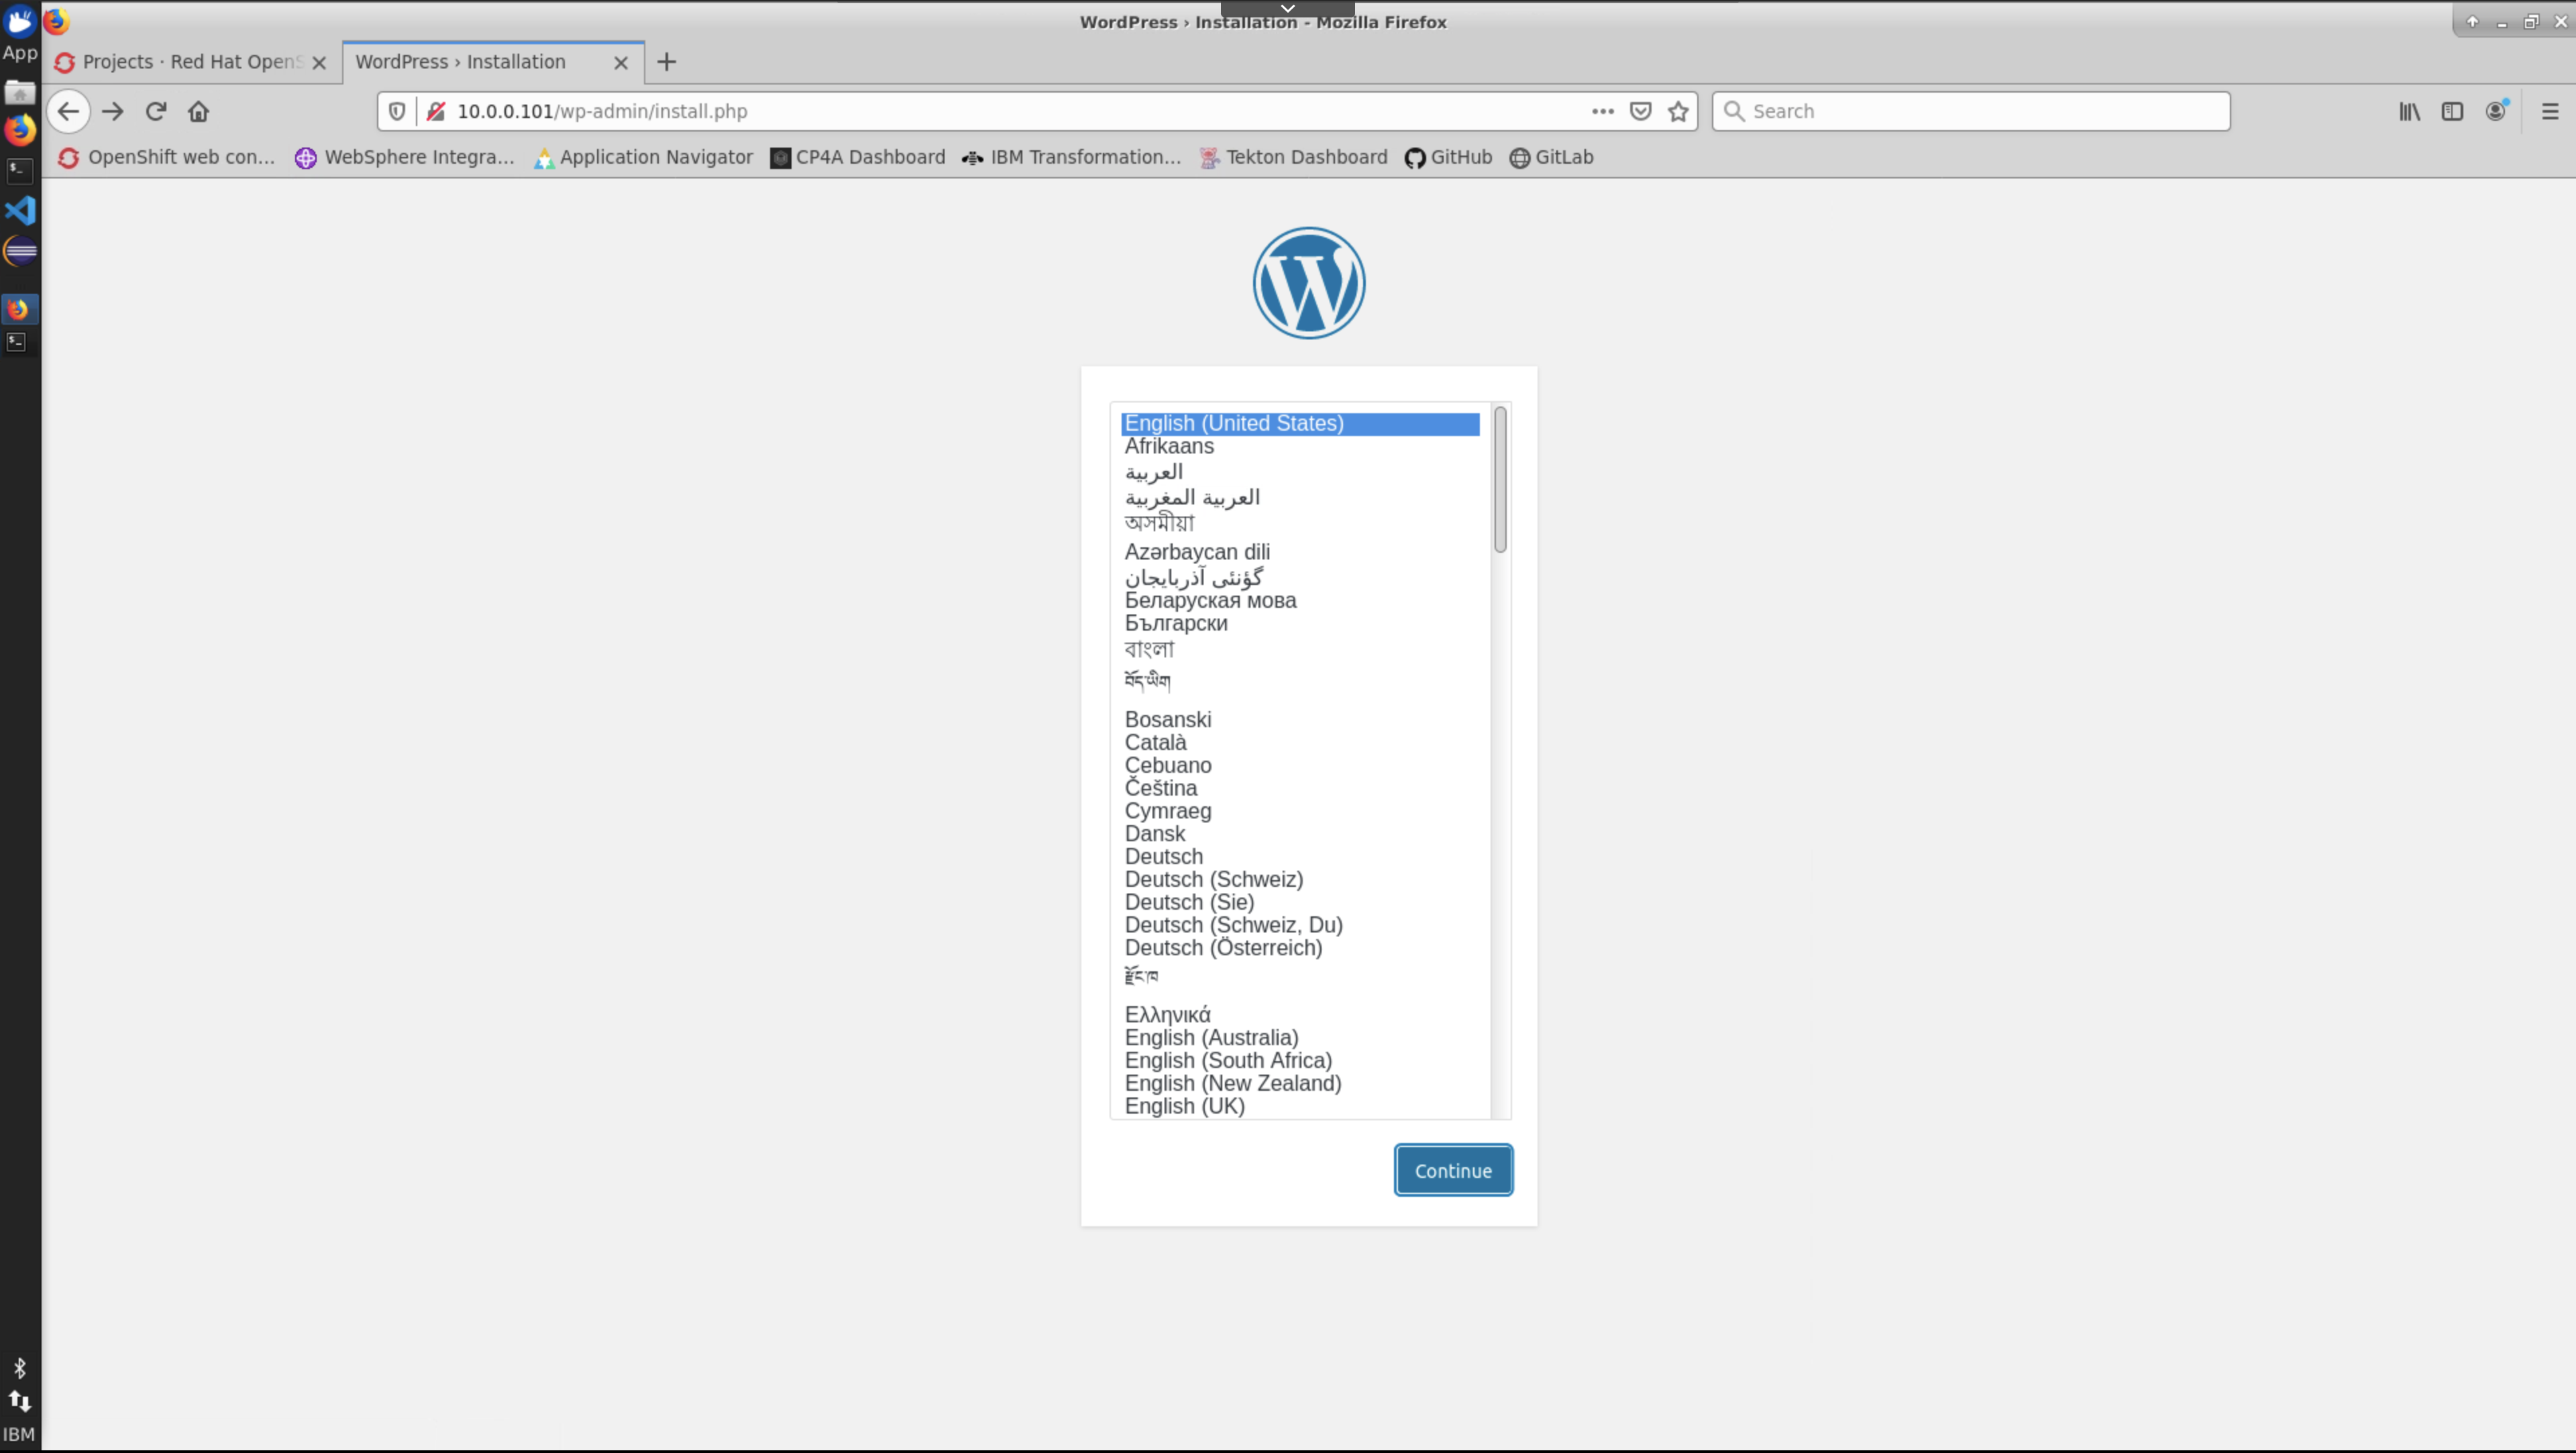 WordPress › Installation - Mozilla Firefox
App
Projects · Red Hat OpenS
WordPress › Installation
10.0.0.101/wp-admin/install.php
Search
OpenShift web con... WebSphere Integra... Application Navigator CP4A Dashboard IBM Transformation... Tekton Dashboard GitHub GitLab
English (United States)
Afrikaans
العربية
العربية المغربية
অসমীয়া
Azərbaycan dili
گؤنئی آذربایجان
Беларуская мова
Български
বাংলা
བོད་ཡིག
Bosanski
Català
Cebuano
Čeština
Cymraeg
Dansk
Deutsch
Deutsch (Schweiz)
Deutsch (Sie)
Deutsch (Schweiz, Du)
Deutsch (Österreich)
རྫོང་ཁ
Ελληνικά
English (Australia)
English (South Africa)
English (New Zealand)
English (UK)
Continue
IBM